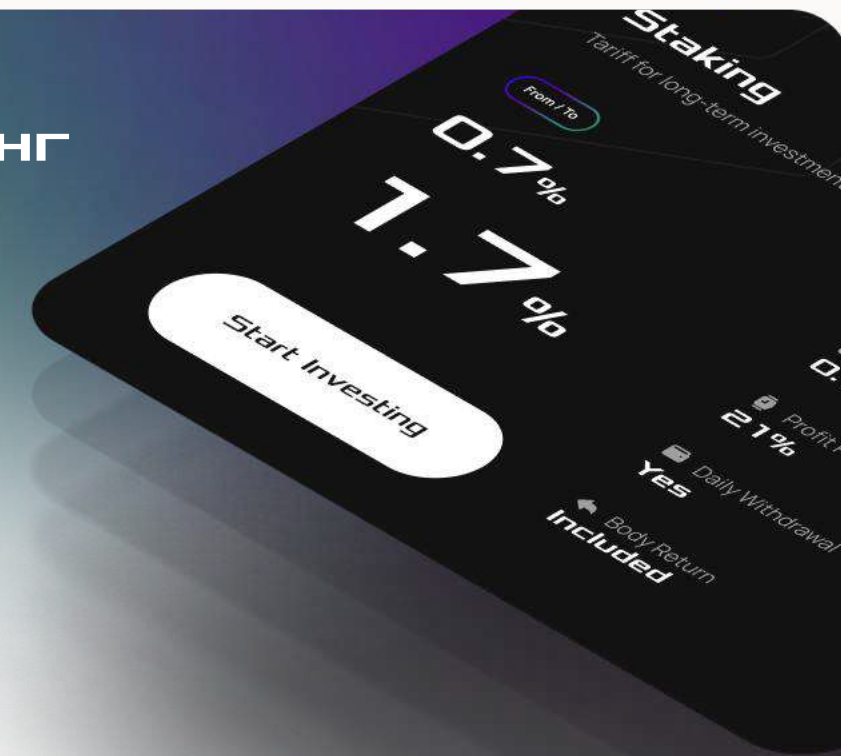 нг
Staking
Tariff for long-term
From / To
0.7%
1.7%
Start Investing
21%
Profit
Yes
Daily Withdrawal
Included
Body Return